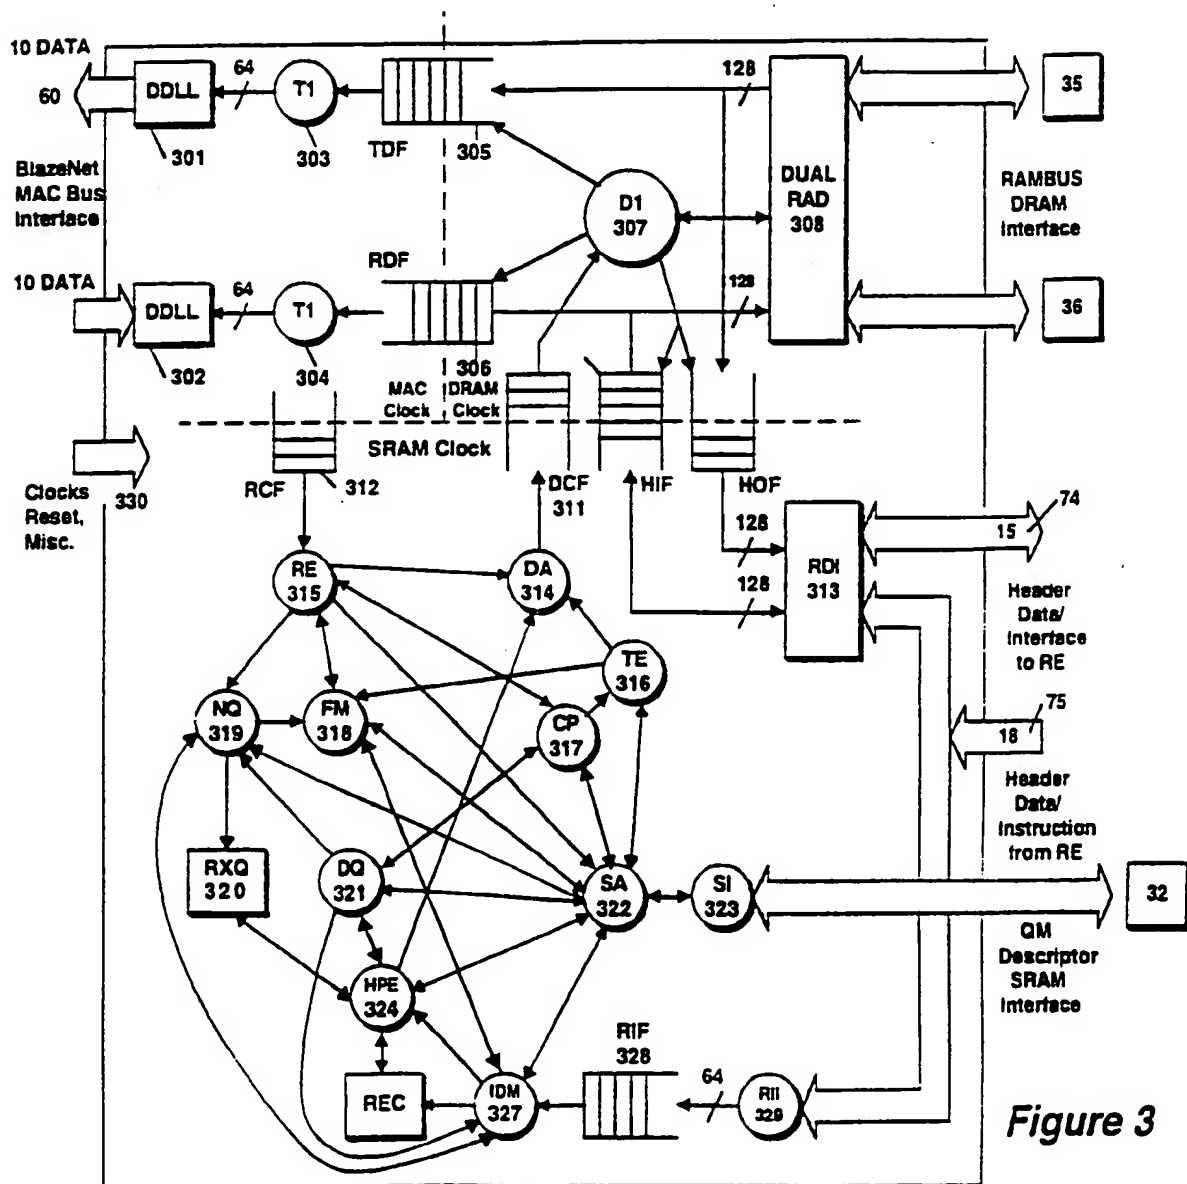 10 DATA
60
DDLL
301
64
T1
303
TDF
305
128
DUAL
RAD
308
35
BlazeNet
MAC Bus
Interface
D1
307
RAMBUS
DRAM
Interface
10 DATA
DDLL
302
64
T1
304
RDF
306
128
36
MAC
Clock
DRAM
Clock
SRAM Clock
Clocks
Reset,
Misc.
330
RCF
312
DCF
311
HIF
HOF
128
128
RDI
313
15
74
Header
Data/
Interface
to RE
RE
315
DA
314
TE
316
NQ
319
FM
318
CP
317
18
75
Header
Data/
Instruction
from RE
RXQ
320
DQ
321
SA
322
SI
323
32
QM
Descriptor
SRAM
Interface
HPE
324
REC
IDM
327
RIF
328
64
RII
329
Figure 3